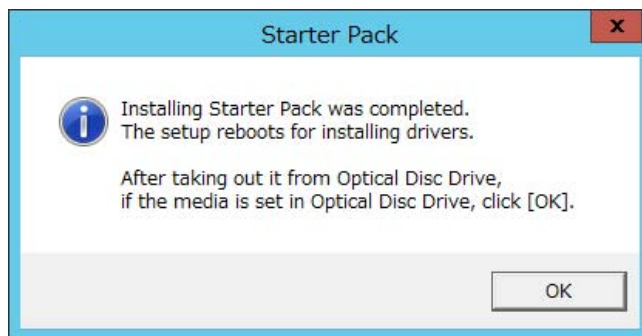 Starter Pack
x
Installing Starter Pack was completed.
The setup reboots for installing drivers.
After taking out it from Optical Disc Drive,
if the media is set in Optical Disc Drive, click [OK].
OK